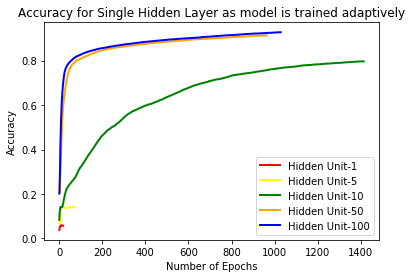 Accuracy for Single Hidden Layer as model is trained adaptively
0.8
0.6
0.4
0.2
0.0
Accuracy
Hidden Unit-1
Hidden Unit-5
Hidden Unit-10
Hidden Unit-50
Hidden Unit-100
0 200 400 600 800 1000 1200 1400
Number of Epochs